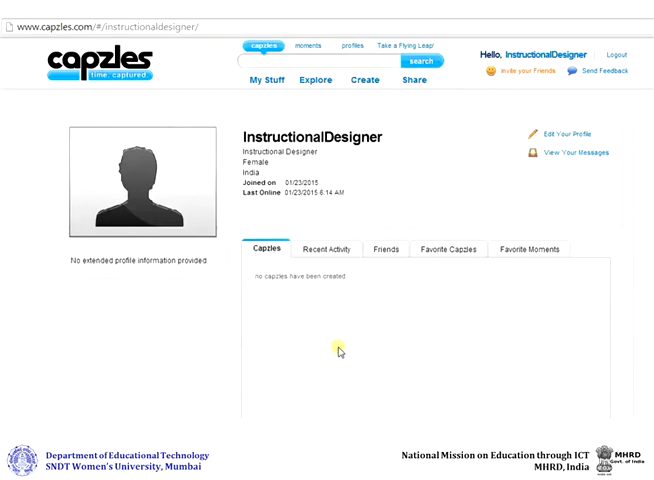 www.capzles.com/#/instructionaldesigner/
capzles
time. captured.
capzles moments profiles Take a Flying Leap!
search
My Stuff Explore Create Share
Hello, InstructionalDesigner Logout
Invite your Friends Send Feedback
InstructionalDesigner
Instructional Designer
Female
India
Joined on 01/23/2015
Last Online 01/23/2015 6:14 AM
Edit Your Profile
View Your Messages
No extended profile information provided
Capzles Recent Activity Friends Favorite Capzles Favorite Moments
no capzles have been created
Department of Educational Technology
SNDT Women's University, Mumbai
National Mission on Education through ICT
MHRD, India
MHRD
Govt. of India